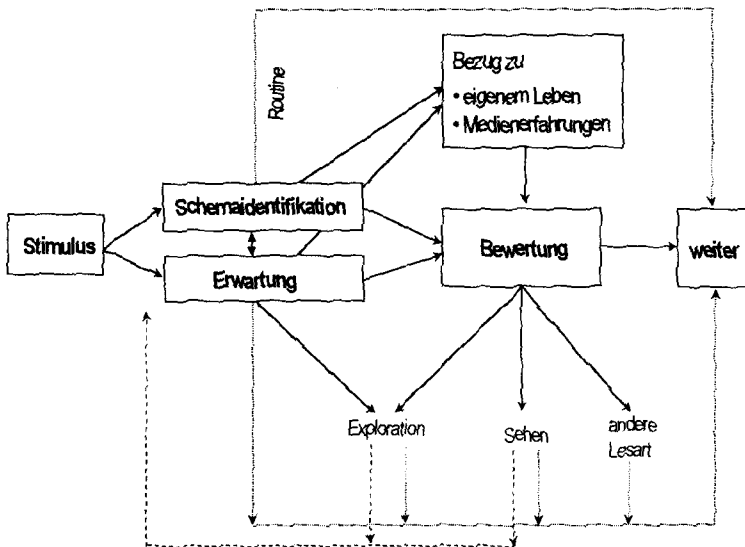 Routine
Bezug zu
• eigenem Leben
• Medienerfahrungen
Schemaidentifikation
Stimulus
Erwartung
Bewertung
weiter
Exploration
Sehen
andere
Lesart